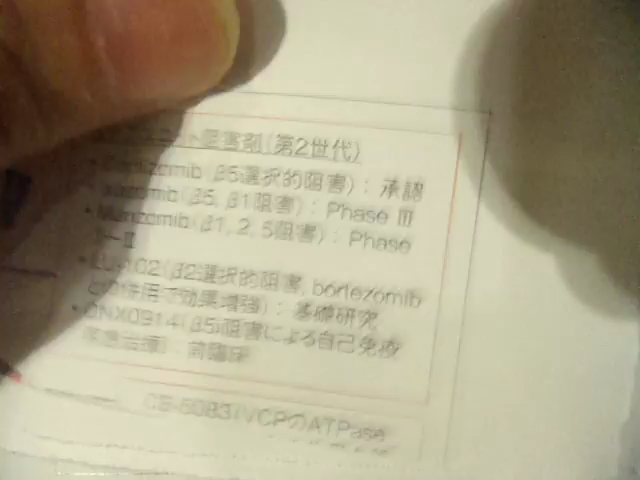 阻害剤(第2世代)
(β5選択的阻害)：承認
(β5, β1阻害)：Phase III
•Marizomib(β1, 2, 5阻害)：Phase
•LU-102(β2選択的阻害, bortezomib
との併用で効果増強)：基礎研究
•ONX0914(β5i阻害による自己免疫
疾患治療)：前臨床
CB-5083(VCPのATPase